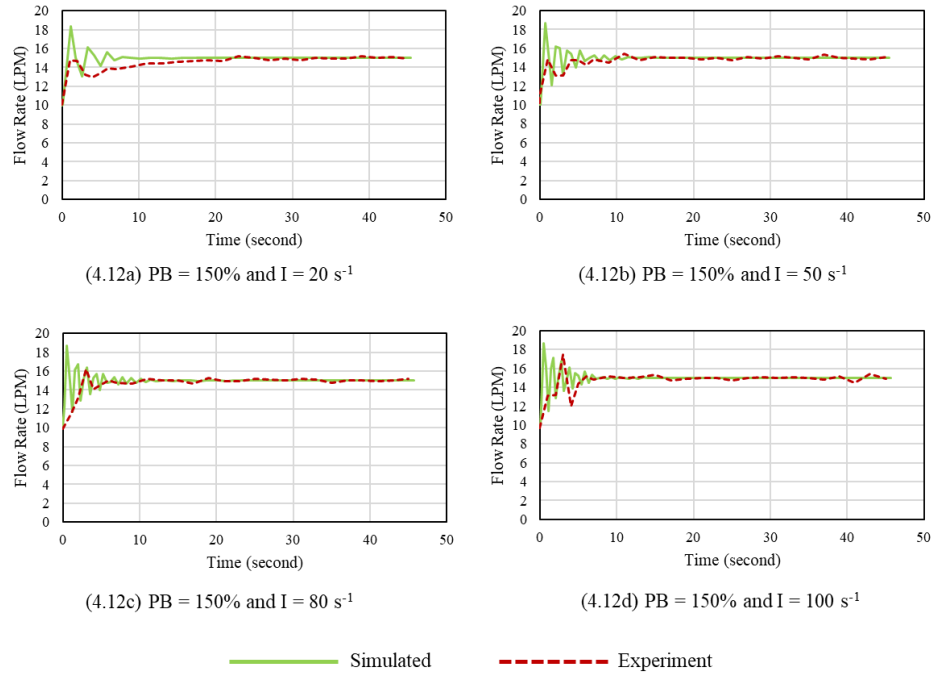 20
18
16
14
12
10
8
6
4
2
0
Flow Rate (LPM)
0 10 20 30 40 50
Time (second)
(4.12a) PB = 150% and I = 20 s⁻¹
20
18
16
14
12
10
8
6
4
2
0
Flow Rate (LPM)
0 10 20 30 40 50
Time (second)
(4.12b) PB = 150% and I = 50 s⁻¹
20
18
16
14
12
10
8
6
4
2
0
Flow Rate (LPM)
0 10 20 30 40 50
Time (second)
(4.12c) PB = 150% and I = 80 s⁻¹
20
18
16
14
12
10
8
6
4
2
0
Flow Rate (LPM)
0 10 20 30 40 50
Time (second)
(4.12d) PB = 150% and I = 100 s⁻¹
Simulated
Experiment